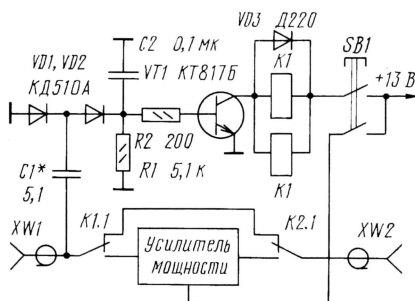 C2 0,1 мк
VD3 Д220
SB1
VD1, VD2
КД510А
VT1 КТ817Б
K1
+13 В
R2 200
R1 5,1 к
C1*
5,1
K1
XW1
K1.1
Усилитель
мощности
K2.1
XW2